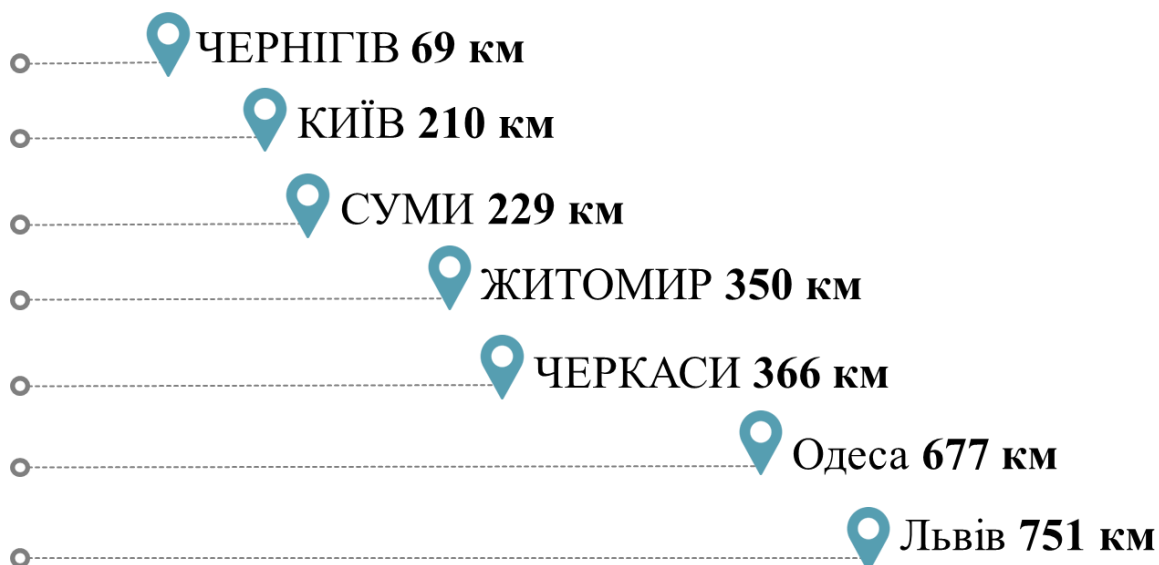 ЧЕРНІГІВ 69 км
КИЇВ 210 км
СУМИ 229 км
ЖИТОМИР 350 км
ЧЕРКАСИ 366 км
Одеса 677 км
Львів 751 км